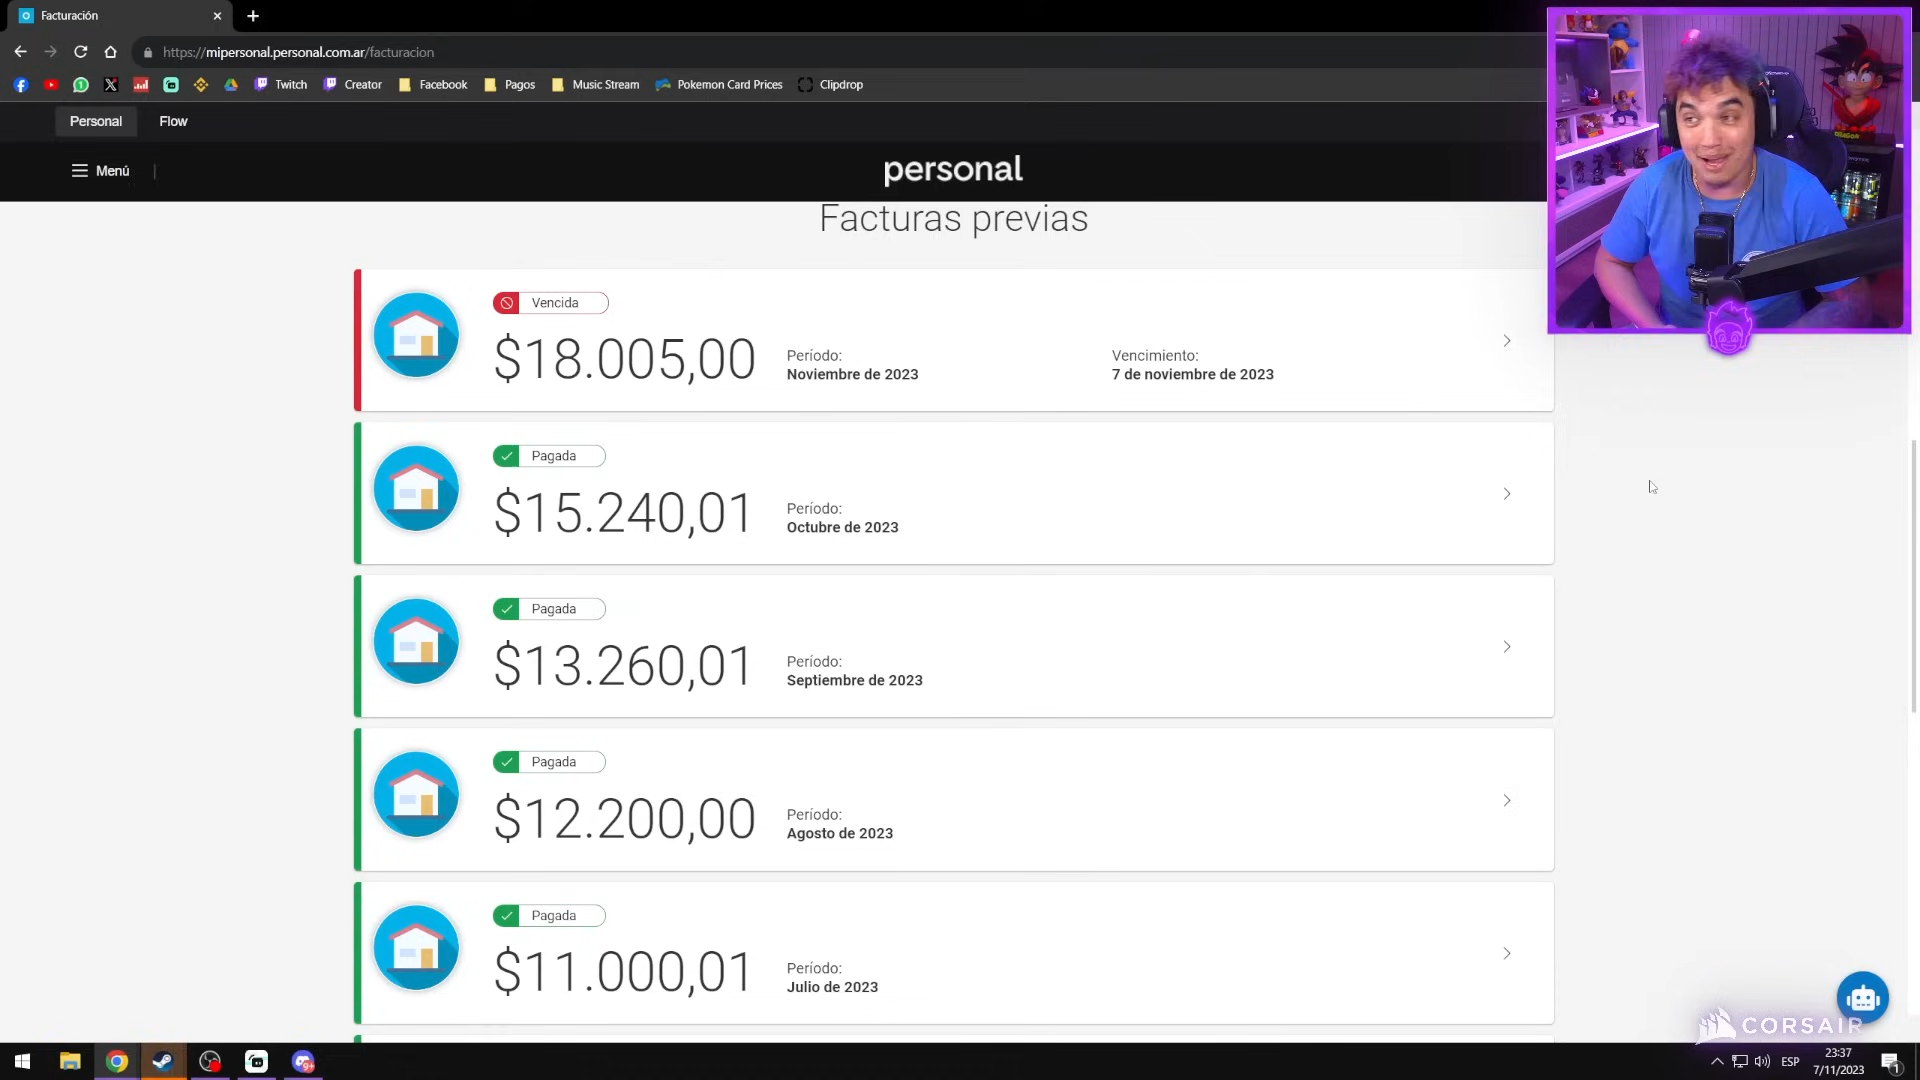 Facturación
https://mipersonal.personal.com.ar/facturacion
Twitch
Creator
Facebook
Pagos
Music Stream
Pokemon Card Prices
Clipdrop
Personal
Flow
Menú
personal
Facturas previas
Vencida
$18.005,00
Período:
Noviembre de 2023
Vencimiento:
7 de noviembre de 2023
Pagada
$15.240,01
Período:
Octubre de 2023
Pagada
$13.260,01
Período:
Septiembre de 2023
Pagada
$12.200,00
Período:
Agosto de 2023
Pagada
$11.000,01
Período:
Julio de 2023
CORSAIR
9+
ESP
23:37
7/11/2023
1